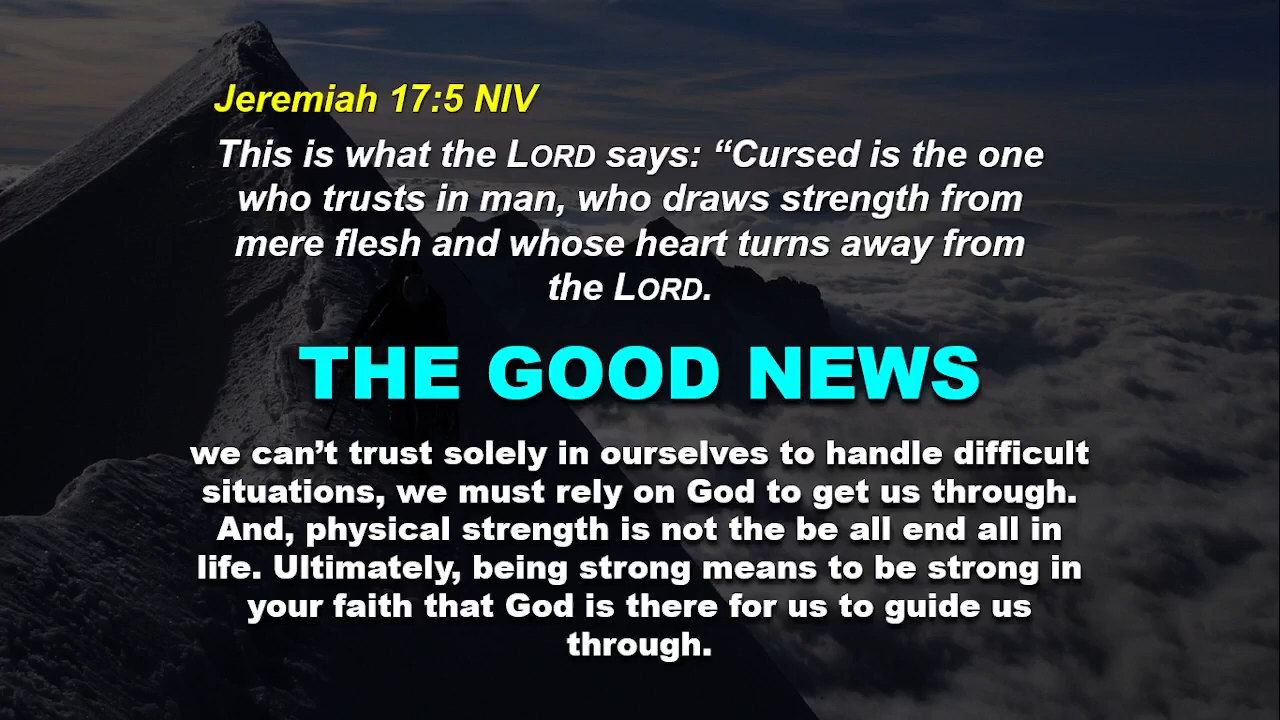 Jeremiah 17:5 NIV
This is what the LORD says: “Cursed is the one
who trusts in man, who draws strength from
mere flesh and whose heart turns away from
the LORD.
THE GOOD NEWS
we can’t trust solely in ourselves to handle difficult
situations, we must rely on God to get us through.
And, physical strength is not the be all end all in
life. Ultimately, being strong means to be strong in
your faith that God is there for us to guide us
through.